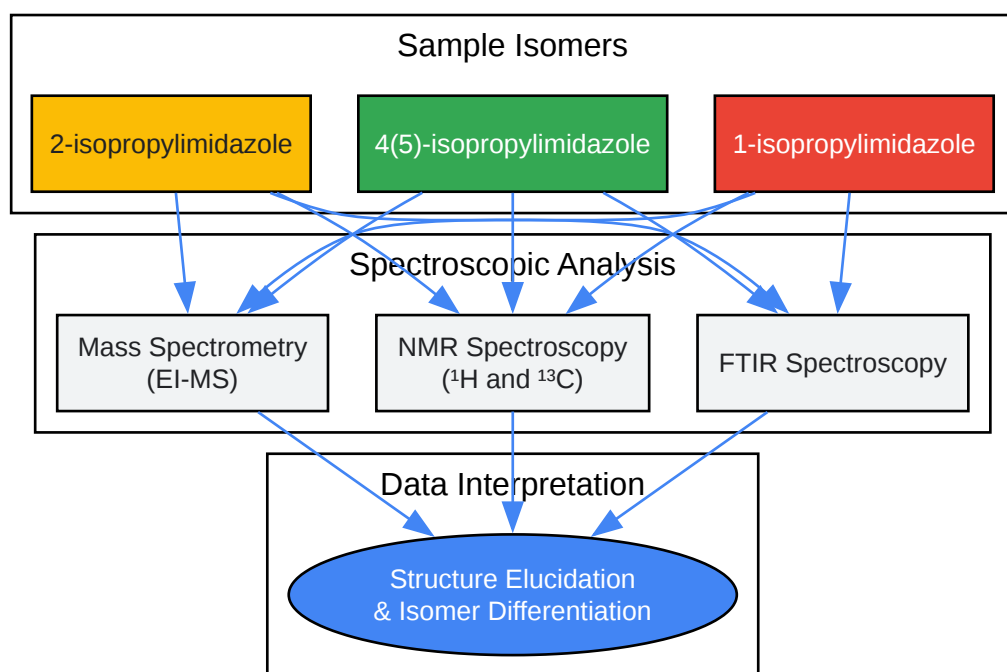 Sample Isomers
2-isopropylimidazole
4(5)-isopropylimidazole
1-isopropylimidazole
Spectroscopic Analysis
Mass Spectrometry
(EI-MS)
NMR Spectroscopy
(¹H and ¹³C)
FTIR Spectroscopy
Data Interpretation
Structure Elucidation
& Isomer Differentiation